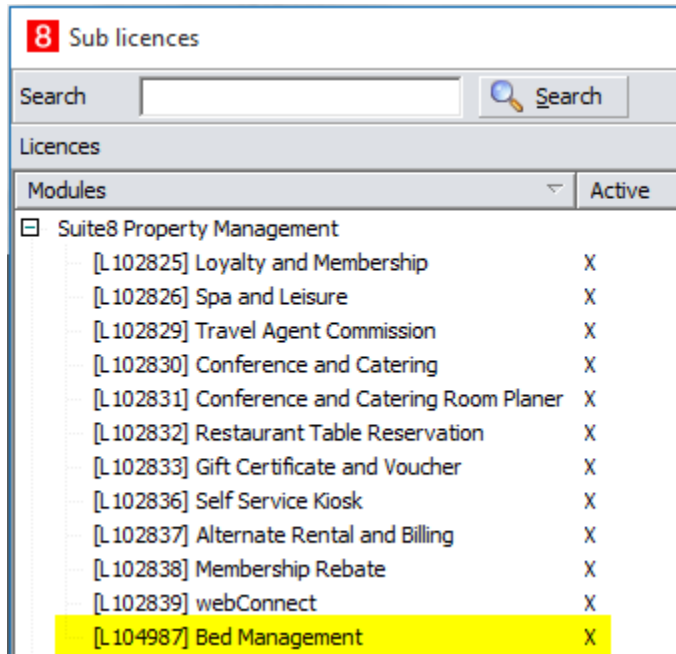 8 Sub licences
Search Search
Licences
Modules Active
Suite8 Property Management
[L102825] Loyalty and Membership X
[L102826] Spa and Leisure X
[L102829] Travel Agent Commission X
[L102830] Conference and Catering X
[L102831] Conference and Catering Room Planer X
[L102832] Restaurant Table Reservation X
[L102833] Gift Certificate and Voucher X
[L102836] Self Service Kiosk X
[L102837] Alternate Rental and Billing X
[L102838] Membership Rebate X
[L102839] webConnect X
[L104987] Bed Management X